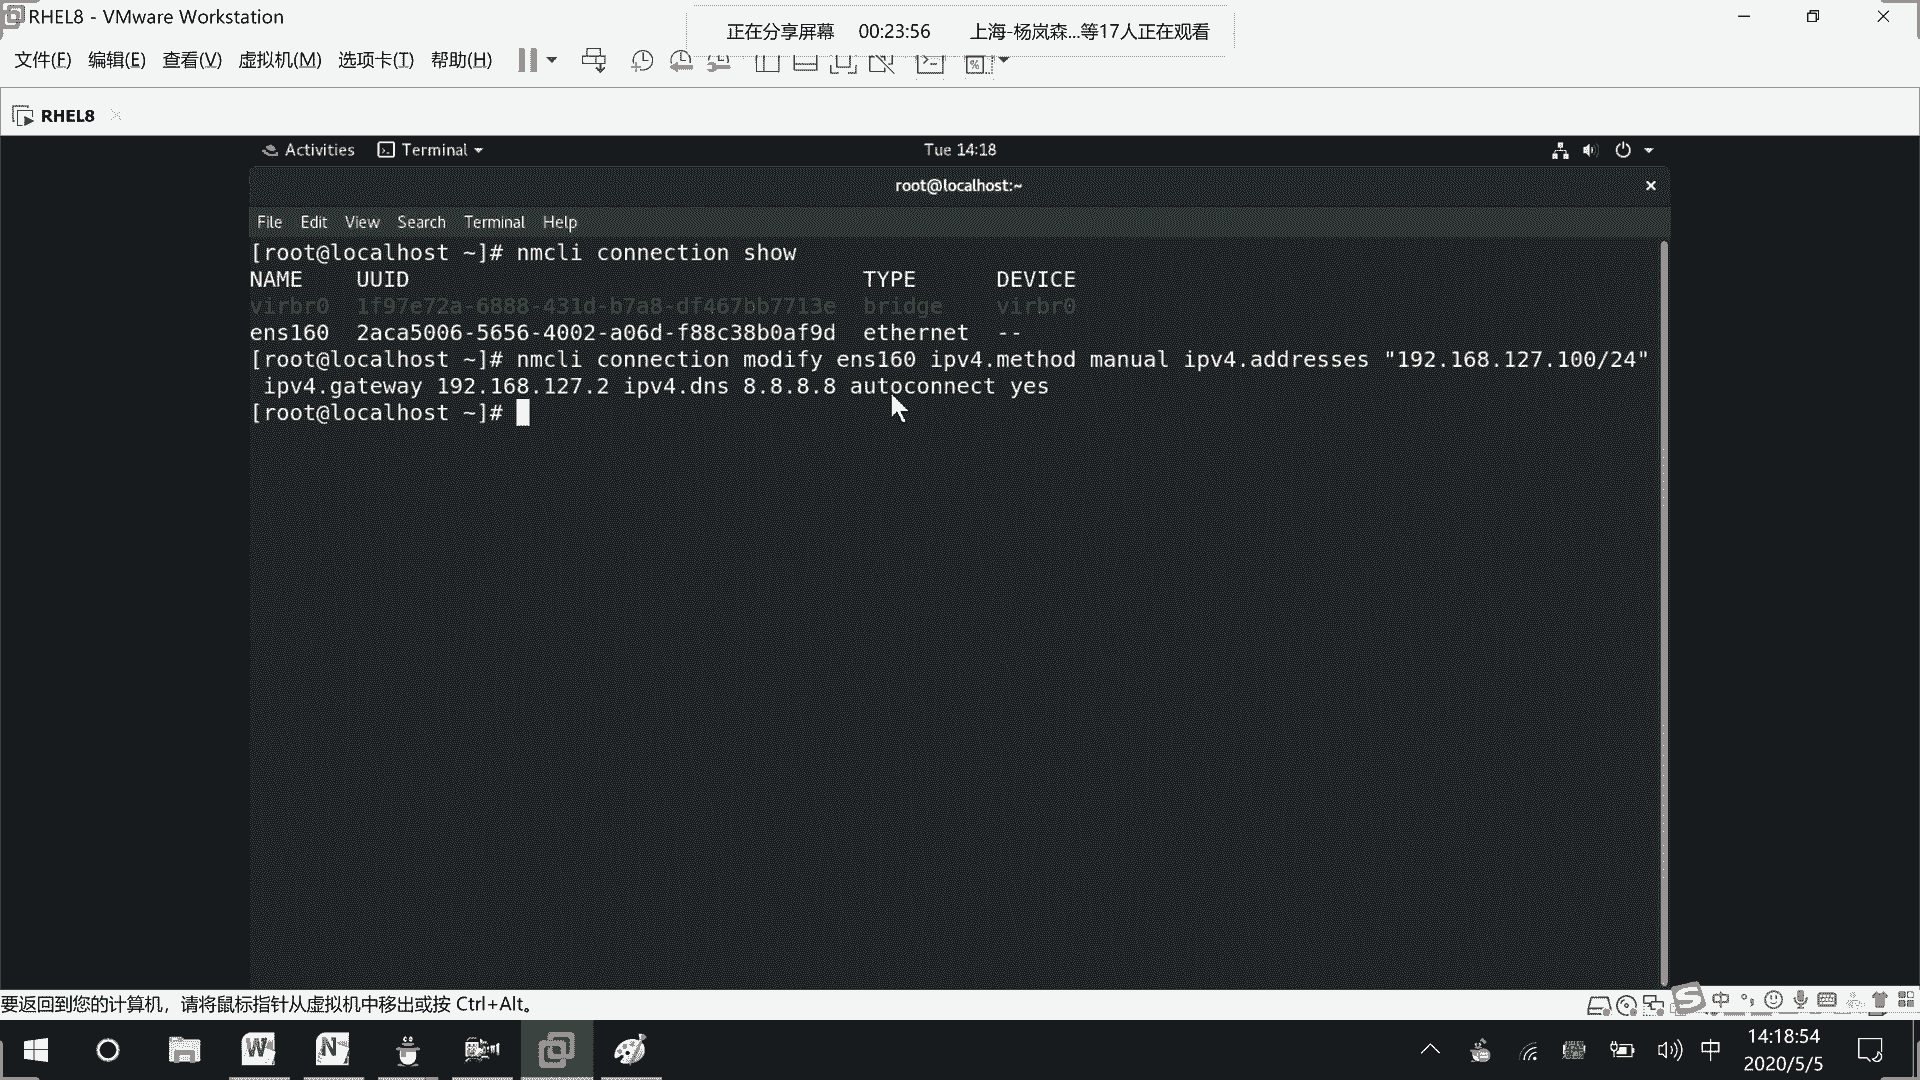 RHEL8 - VMware Workstation
正在分享屏幕 00:23:56 上海-杨岚森...等17人正在观看
文件(F) 编辑(E) 查看(V) 虚拟机(M) 选项卡(T) 帮助(H)
RHEL8
Activities Terminal Tue 14:18
root@localhost:~
File Edit View Search Terminal Help
[root@localhost ~]# nmcli connection show
NAME UUID TYPE DEVICE
virbr0 1f97e72a-6888-431d-b7a8-df467bb7713e bridge virbr0
ens160 2aca5006-5656-4002-a06d-f88c38b0af9d ethernet --
[root@localhost ~]# nmcli connection modify ens160 ipv4.method manual ipv4.addresses "192.168.127.100/24"
ipv4.gateway 192.168.127.2 ipv4.dns 8.8.8.8 autoconnect yes
[root@localhost ~]#
要返回到您的计算机，请将鼠标指针从虚拟机中移出或按 Ctrl+Alt。
中
中 14:18:54
2020/5/5